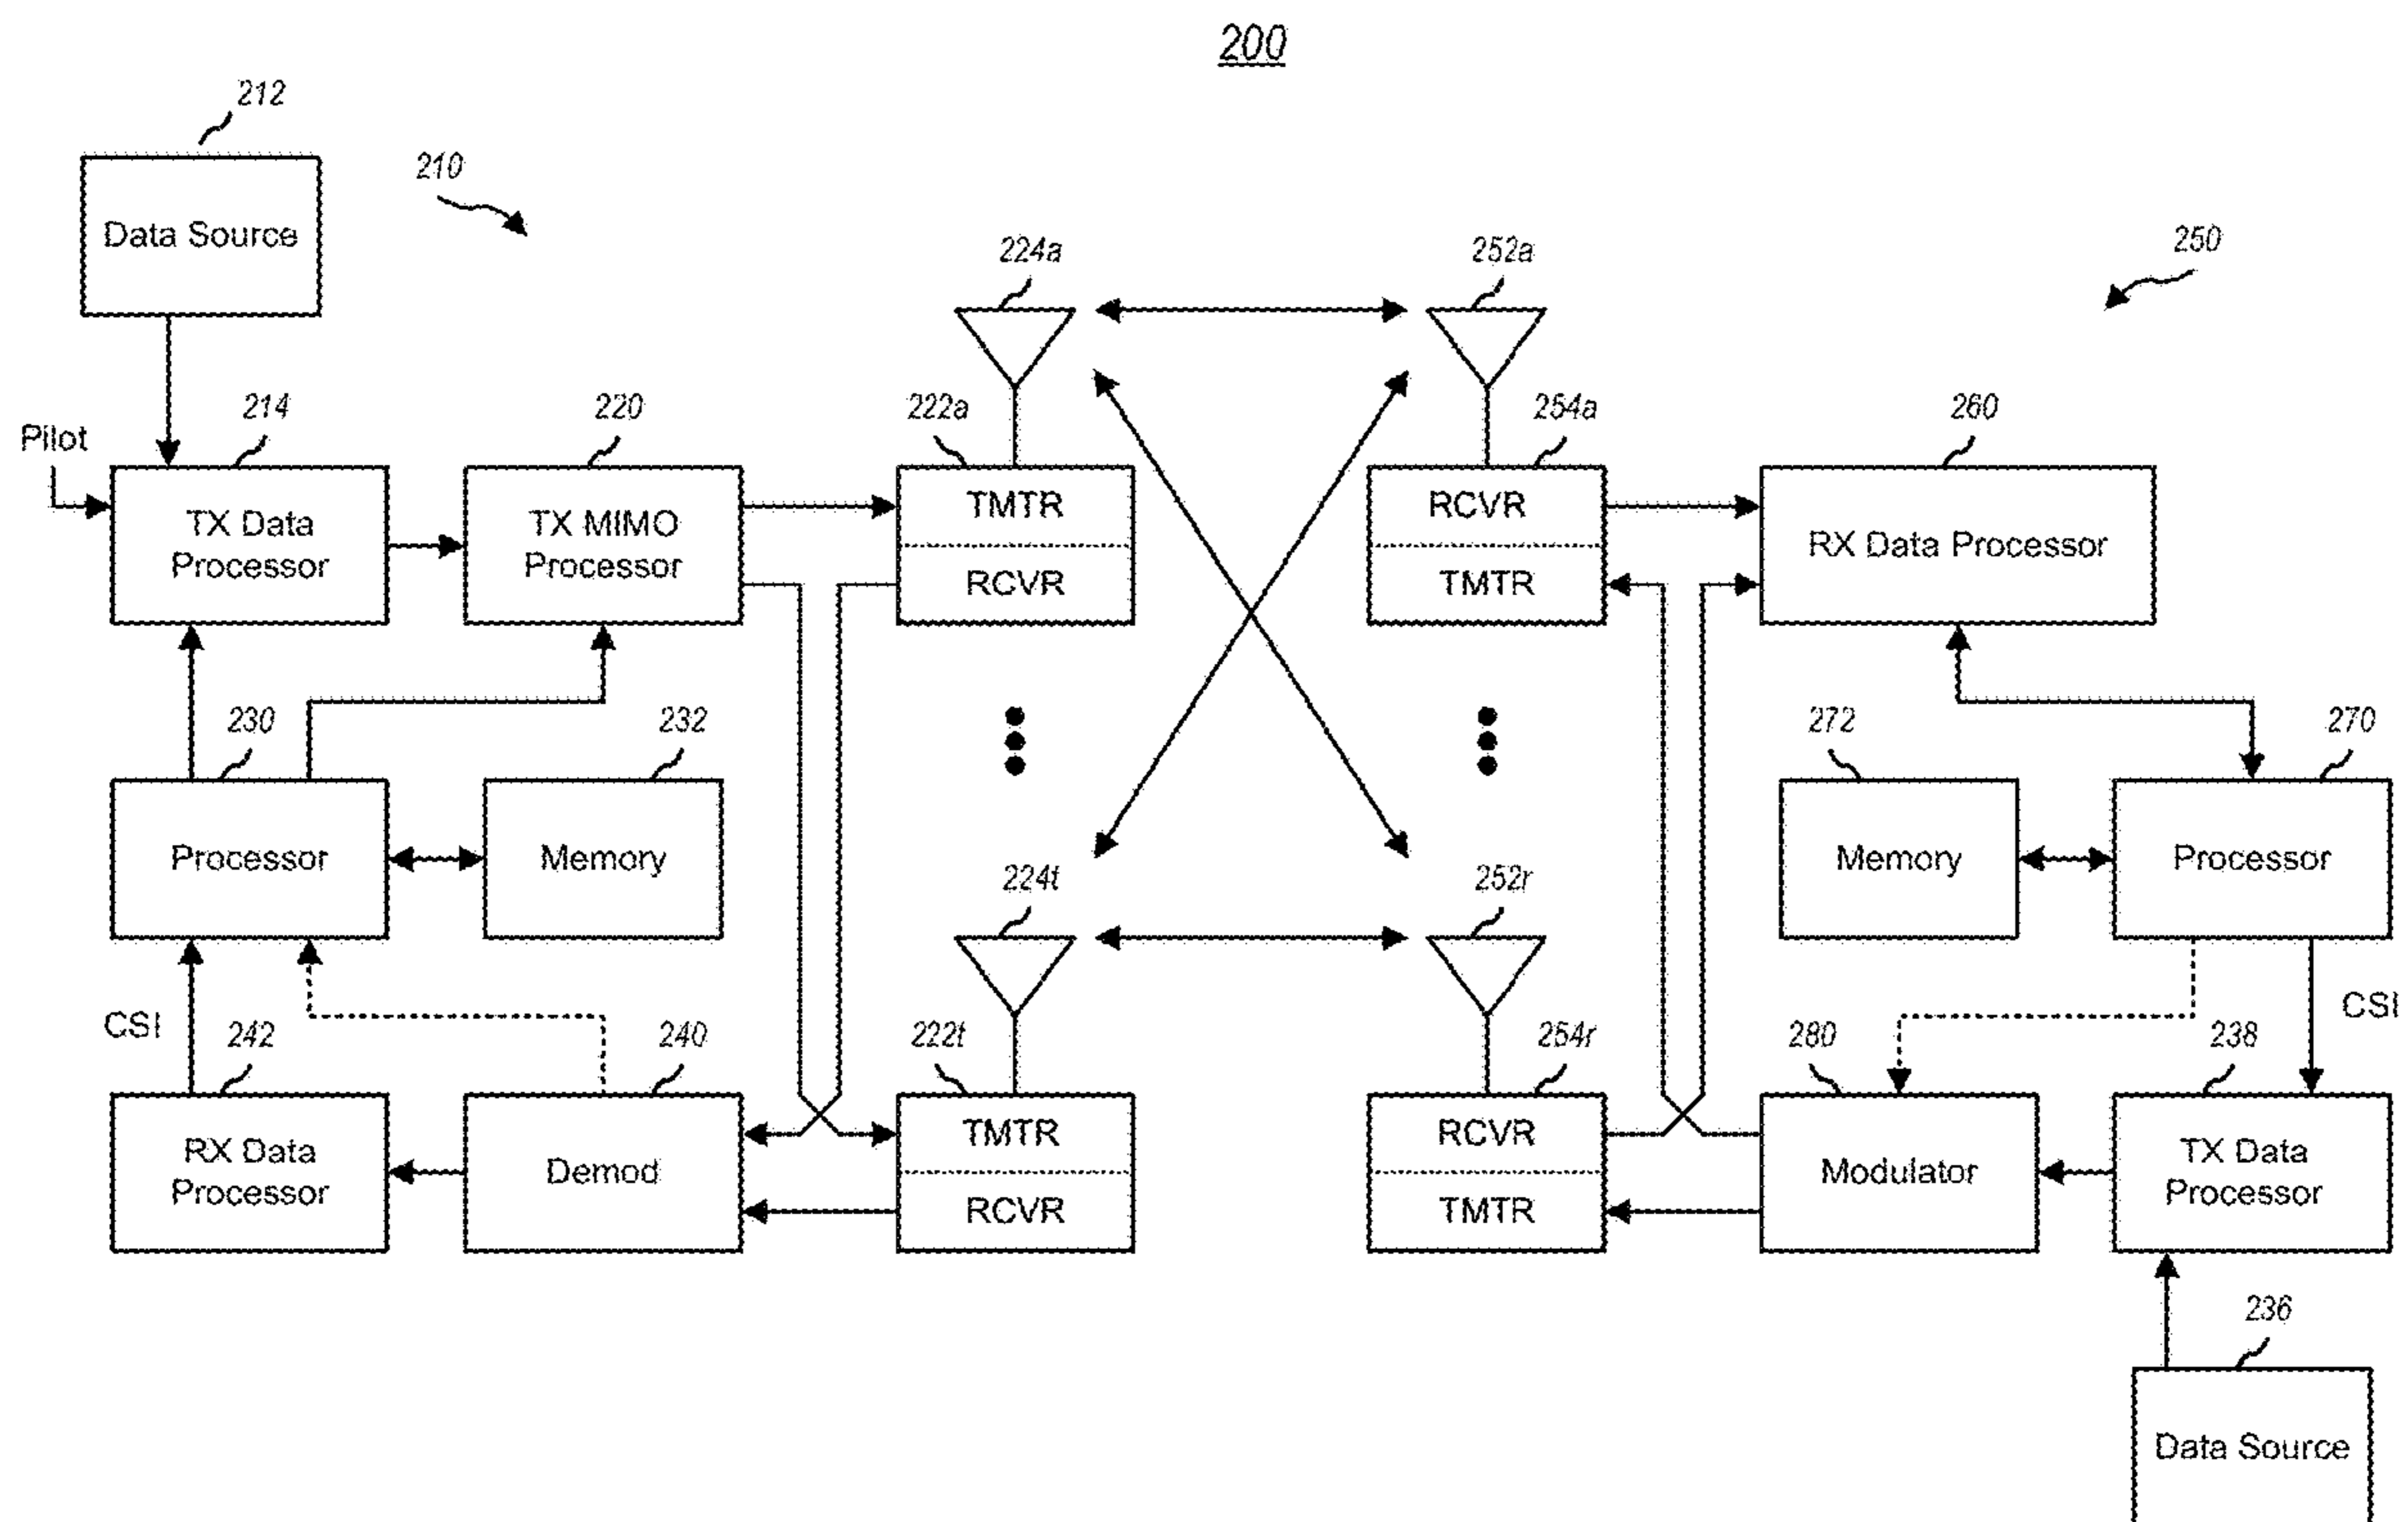 200
212
210
Data Source
224a
252a
250
Pilot
214
220
222a
254a
260
TX Data
Processor
TX MIMO
Processor
TMTR
RCVR
RCVR
TMTR
RX Data Processor
230
232
272
270
Processor
Memory
Memory
Processor
224t
252r
CSI
242
240
222t
254r
280
238
CSI
RX Data
Processor
Demod
TMTR
RCVR
RCVR
TMTR
Modulator
TX Data
Processor
236
Data Source